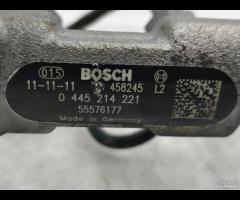 015 BOSCH
11-11-11 458245 L2
0 445 214 221
55576177
Made in Germany